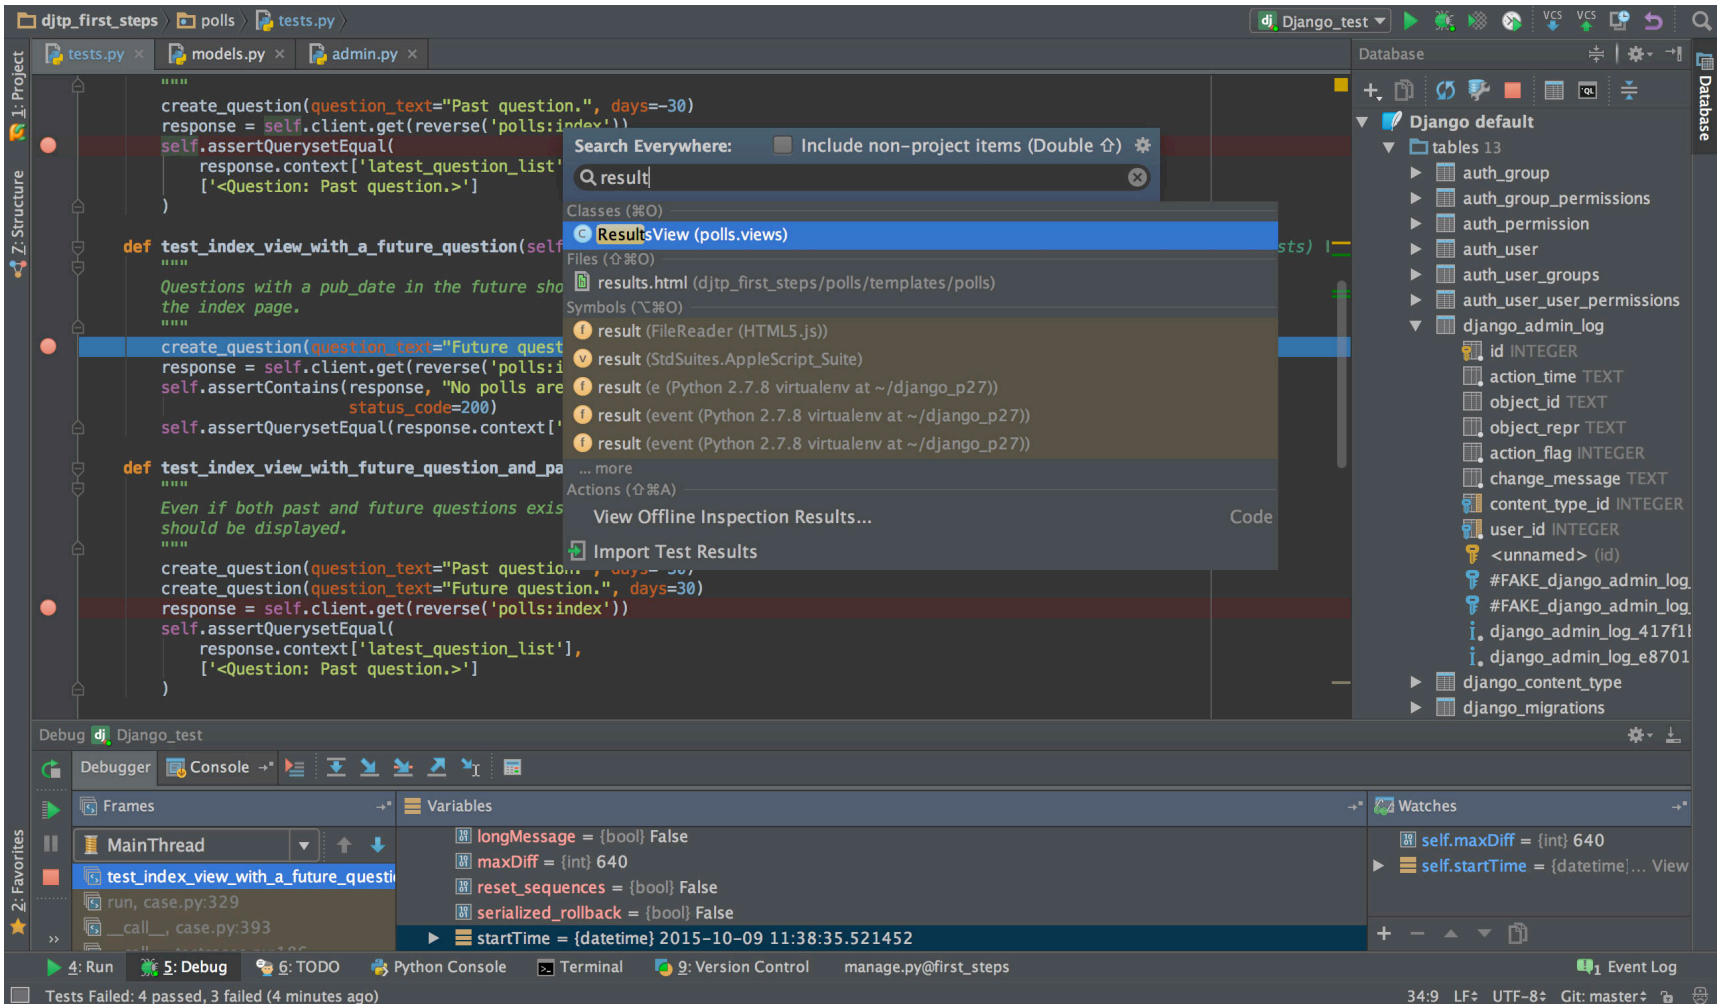 djtp_first_steps polls tests.py
Django_test
VCS VCS
1: Project
Z: Structure
2: Favorites
tests.py × models.py × admin.py ×
"""
create_question(question_text="Past question.", days=-30)
response = self.client.get(reverse('polls:index'))
self.assertQuerysetEqual(
response.context['latest_question_list'
['<Question: Past question.>']
)
def test_index_view_with_a_future_question(self
sts)
"""
Questions with a pub_date in the future sho
the index page.
"""
create_question(question_text="Future quest
response = self.client.get(reverse('polls:i
self.assertContains(response, "No polls are
status_code=200)
self.assertQuerysetEqual(response.context['
def test_index_view_with_future_question_and_pa
"""
Even if both past and future questions exis
should be displayed.
"""
create_question(question_text="Past question.", days=-30)
create_question(question_text="Future question.", days=30)
response = self.client.get(reverse('polls:index'))
self.assertQuerysetEqual(
response.context['latest_question_list'],
['<Question: Past question.>']
)
Search Everywhere: Include non-project items (Double ⇧)
result
Classes (⌘O)
C ResultsView (polls.views)
Files (⇧⌘O)
results.html (djtp_first_steps/polls/templates/polls)
Symbols (⌥⌘O)
f result (FileReader (HTML5.js))
v result (StdSuites.AppleScript_Suite)
f result (e (Python 2.7.8 virtualenv at ~/django_p27))
f result (event (Python 2.7.8 virtualenv at ~/django_p27))
f result (event (Python 2.7.8 virtualenv at ~/django_p27))
... more
Actions (⇧⌘A)
View Offline Inspection Results... Code
Import Test Results
Database
Database
QL
Django default
tables 13
auth_group
auth_group_permissions
auth_permission
auth_user
auth_user_groups
auth_user_user_permissions
django_admin_log
id INTEGER
action_time TEXT
object_id TEXT
object_repr TEXT
action_flag INTEGER
change_message TEXT
content_type_id INTEGER
user_id INTEGER
<unnamed> (id)
#FAKE_django_admin_log_
#FAKE_django_admin_log_
django_admin_log_417f1
django_admin_log_e8701
django_content_type
django_migrations
Debug dj Django_test
Debugger Console
Frames
MainThread
test_index_view_with_a_future_questi
run, case.py:329
__call__, case.py:393
Variables
longMessage = {bool} False
maxDiff = {int} 640
reset_sequences = {bool} False
serialized_rollback = {bool} False
startTime = {datetime} 2015-10-09 11:38:35.521452
Watches
self.maxDiff = {int} 640
self.startTime = {datetime}... View
4: Run 5: Debug 6: TODO Python Console Terminal 9: Version Control manage.py@first_steps 1 Event Log
Tests Failed: 4 passed, 3 failed (4 minutes ago) 34:9 LF UTF-8 Git: master